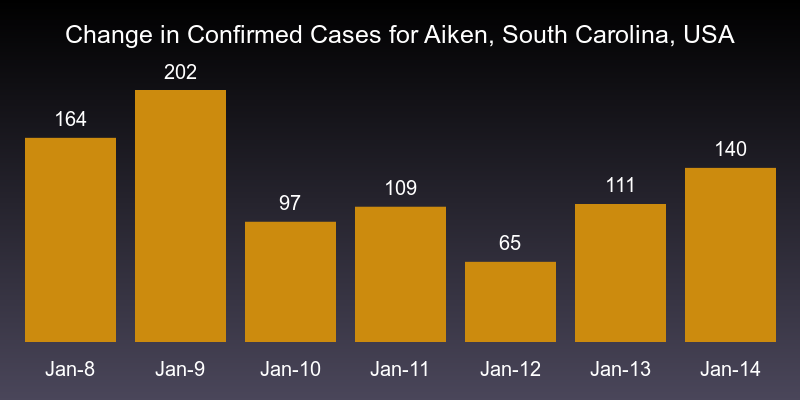 Change in Confirmed Cases for Aiken, South Carolina, USA
164
202
97
109
65
111
140
Jan-8
Jan-9
Jan-10
Jan-11
Jan-12
Jan-13
Jan-14